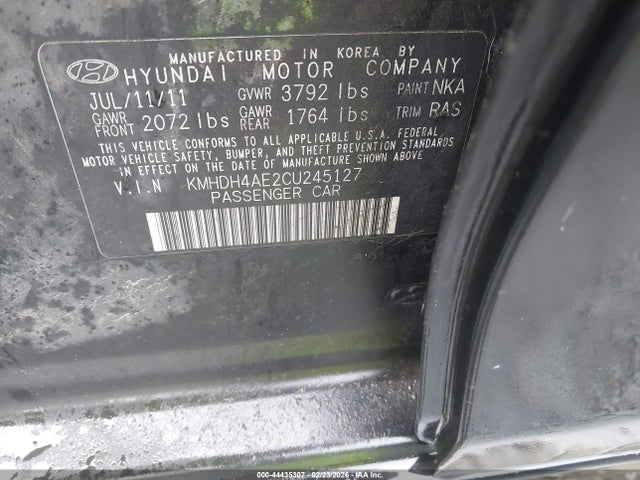 MANUFACTURED IN KOREA BY
HYUNDAI MOTOR COMPANY
JUL/11/11 GVWR 3792 lbs PAINT NKA
GAWR FRONT 2072 lbs GAWR REAR 1764 lbs TRIM RAS
THIS VEHICLE CONFORMS TO ALL APPLICABLE U.S.A. FEDERAL
MOTOR VEHICLE SAFETY, BUMPER, AND THEFT PREVENTION STANDARDS
IN EFFECT ON THE DATE OF MANUFACTURE SHOWN ABOVE.
V.I.N KMHDH4AE2CU245127
PASSENGER CAR
000-44435307 - 02/23/2026 - IAAI.COM